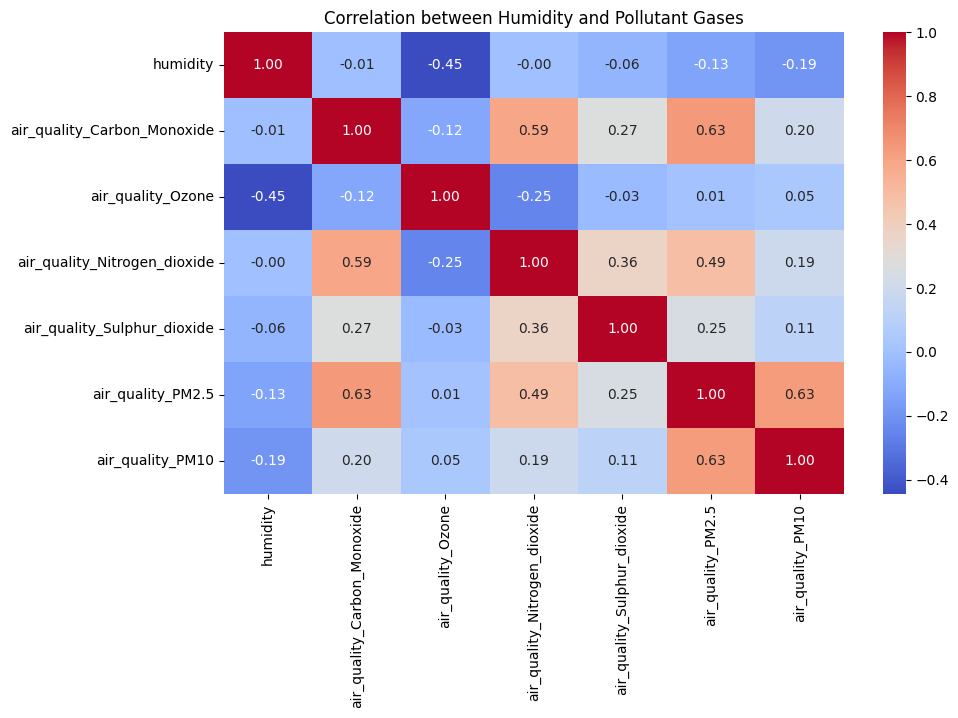 Correlation between Humidity and Pollutant Gases
humidity 1.00 -0.01 -0.45 -0.00 -0.06 -0.13 -0.19
air_quality_Carbon_Monoxide -0.01 1.00 -0.12 0.59 0.27 0.63 0.20
air_quality_Ozone -0.45 -0.12 1.00 -0.25 -0.03 0.01 0.05
air_quality_Nitrogen_dioxide -0.00 0.59 -0.25 1.00 0.36 0.49 0.19
air_quality_Sulphur_dioxide -0.06 0.27 -0.03 0.36 1.00 0.25 0.11
air_quality_PM2.5 -0.13 0.63 0.01 0.49 0.25 1.00 0.63
air_quality_PM10 -0.19 0.20 0.05 0.19 0.11 0.63 1.00
humidity
air_quality_Carbon_Monoxide
air_quality_Ozone
air_quality_Nitrogen_dioxide
air_quality_Sulphur_dioxide
air_quality_PM2.5
air_quality_PM10
1.0
0.8
0.6
0.4
0.2
0.0
−0.2
−0.4